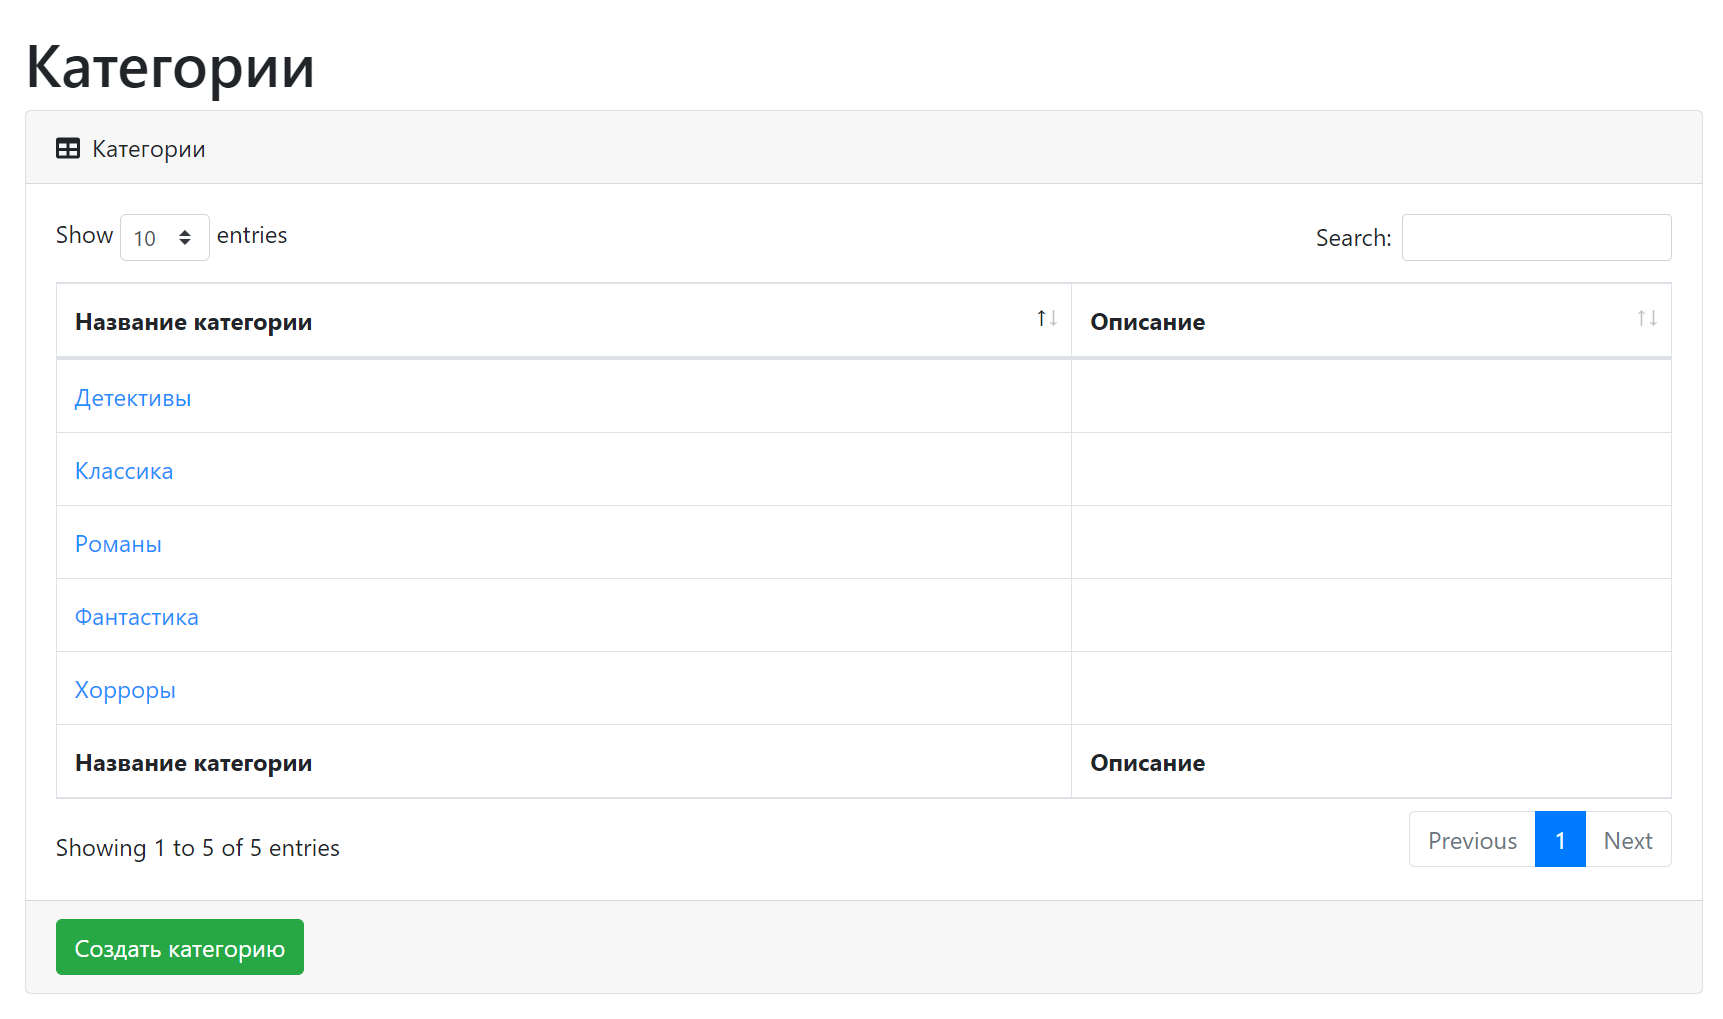 Категории
Категории
Show 10 entries Search:
Название категории Описание
Детективы
Классика
Романы
Фантастика
Хорроры
Название категории Описание
Showing 1 to 5 of 5 entries Previous 1 Next
Создать категорию